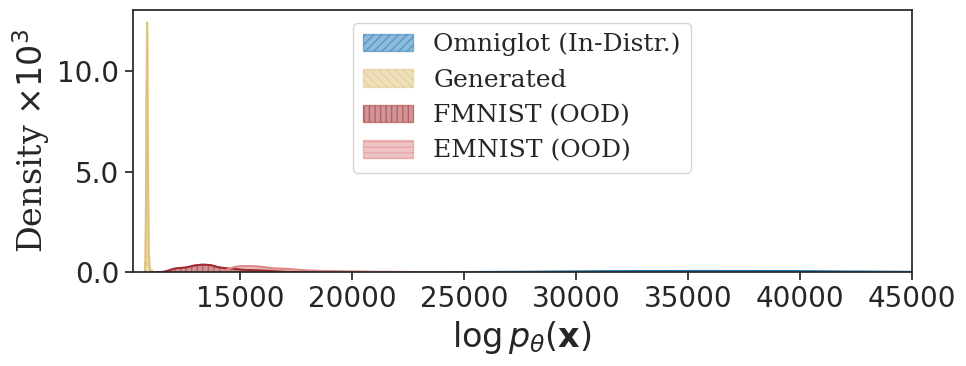 Density ×10³
10.0
5.0
0.0
Omniglot (In-Distr.)
Generated
FMNIST (OOD)
EMNIST (OOD)
15000 20000 25000 30000 35000 40000 45000
log p_θ(𝐱)